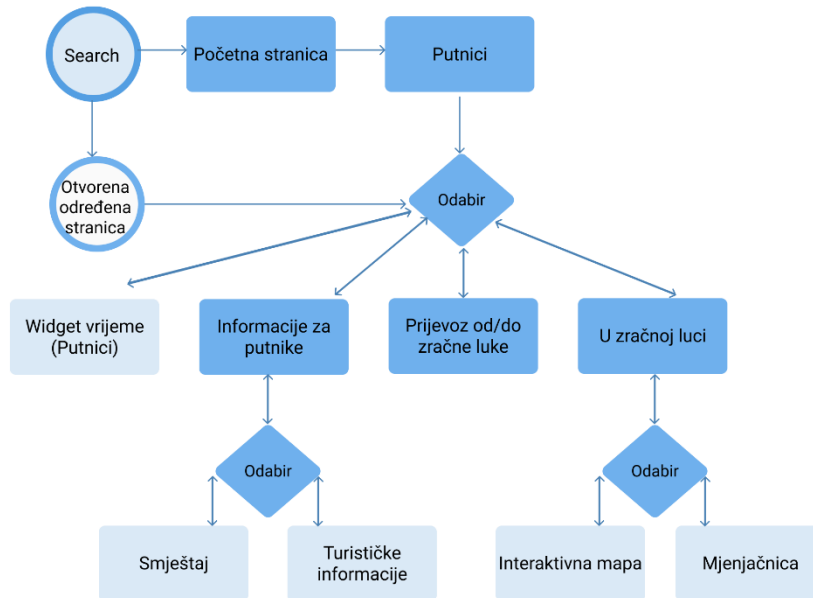 Search
Početna stranica
Putnici
Otvorena
određena
stranica
Odabir
Widget vrijeme
(Putnici)
Informacije za
putnike
Prijevoz od/do
zračne luke
U zračnoj luci
Odabir
Odabir
Smještaj
Turističke
informacije
Interaktivna mapa
Mjenjačnica